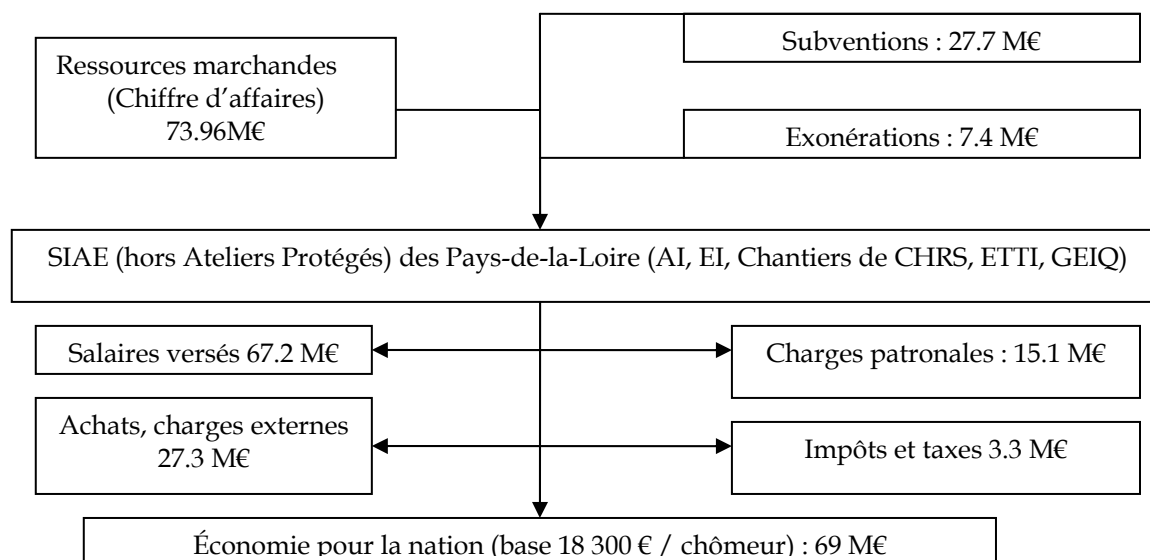 Ressources marchandes
(Chiffre d’affaires)
73.96M€
Subventions : 27.7 M€
Exonérations : 7.4 M€
SIAE (hors Ateliers Protégés) des Pays-de-la-Loire (AI, EI, Chantiers de CHRS, ETTI, GEIQ)
Salaires versés 67.2 M€
Charges patronales : 15.1 M€
Achats, charges externes
27.3 M€
Impôts et taxes 3.3 M€
Économie pour la nation (base 18 300 € / chômeur) : 69 M€